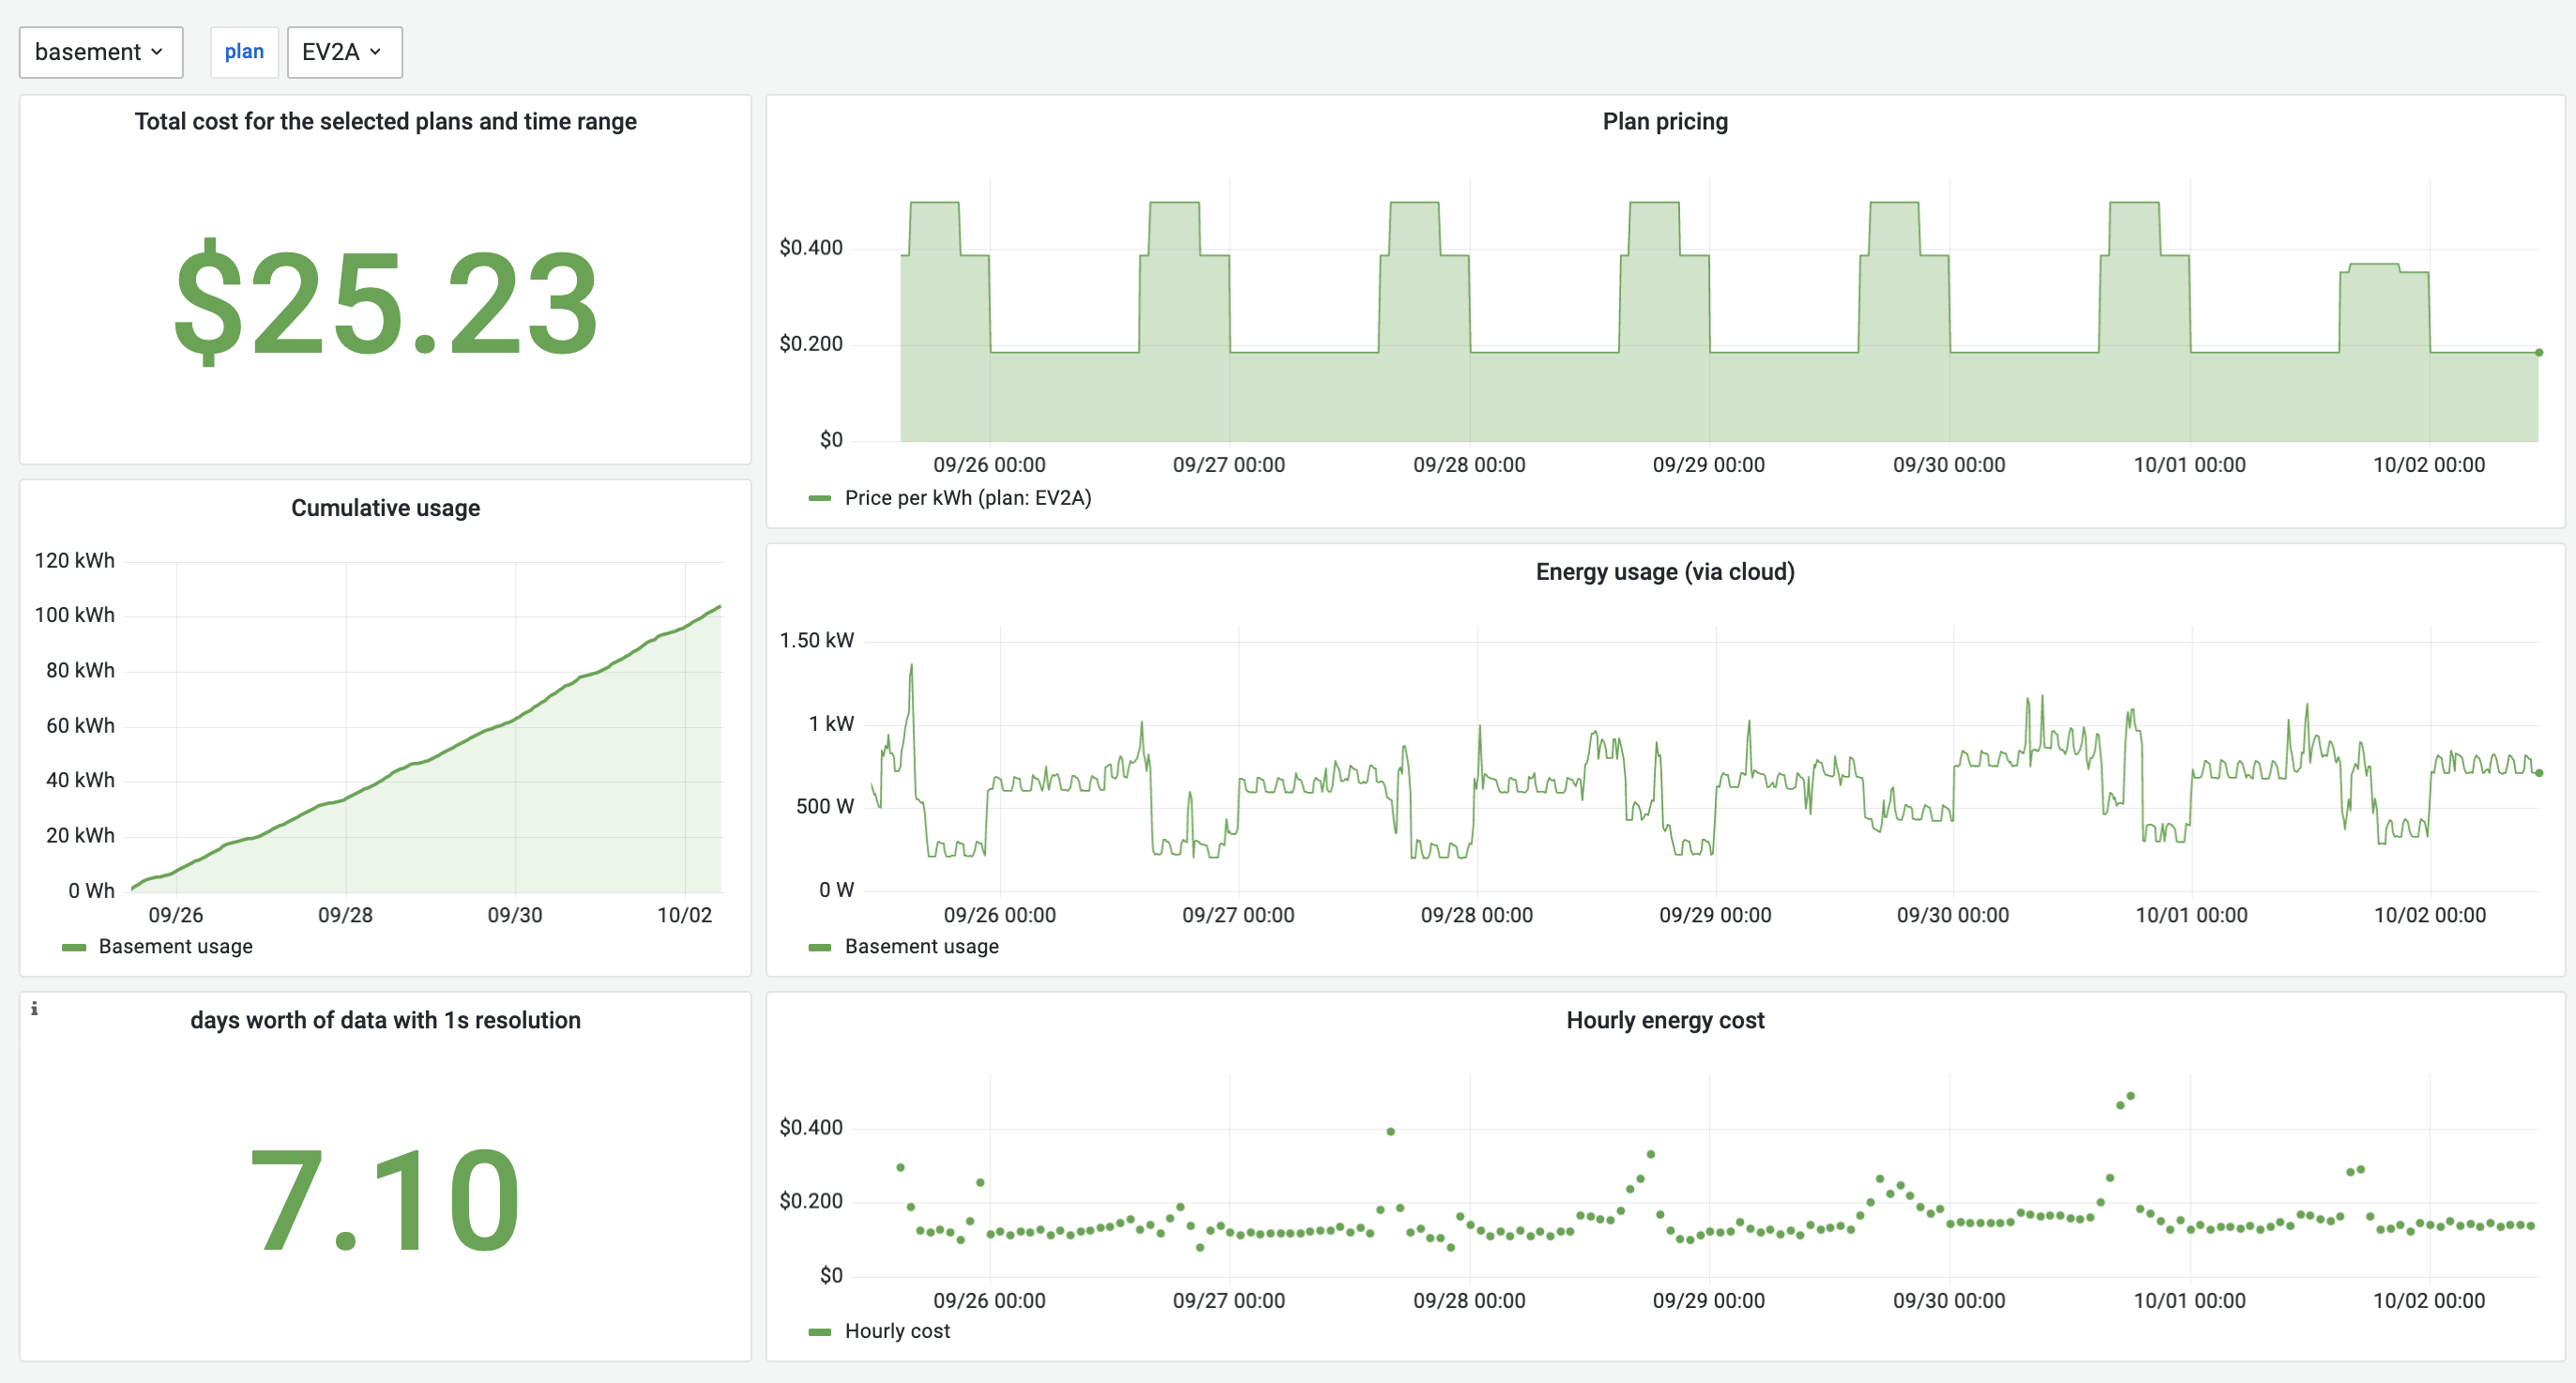 basement plan EV2A
Total cost for the selected plans and time range
$25.23
Plan pricing
$0.400
$0.200
$0
09/26 00:00 09/27 00:00 09/28 00:00 09/29 00:00 09/30 00:00 10/01 00:00 10/02 00:00
Price per kWh (plan: EV2A)
Cumulative usage
120 kWh
100 kWh
80 kWh
60 kWh
40 kWh
20 kWh
0 Wh
09/26 09/28 09/30 10/02
Basement usage
Energy usage (via cloud)
1.50 kW
1 kW
500 W
0 W
09/26 00:00 09/27 00:00 09/28 00:00 09/29 00:00 09/30 00:00 10/01 00:00 10/02 00:00
Basement usage
i
days worth of data with 1s resolution
7.10
Hourly energy cost
$0.400
$0.200
$0
09/26 00:00 09/27 00:00 09/28 00:00 09/29 00:00 09/30 00:00 10/01 00:00 10/02 00:00
Hourly cost